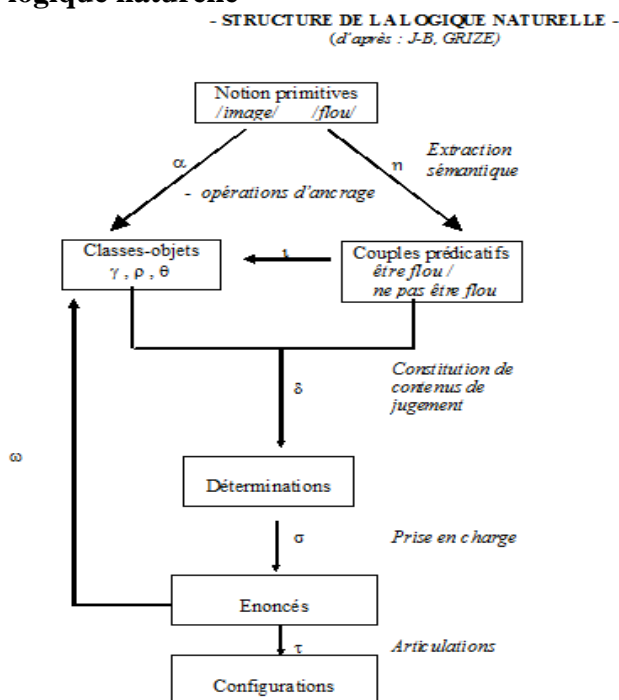 logique naturelle
- STRUCTURE DE LA LOGIQUE NATURELLE -
(d'après : J-B, GRIZE)
Notion primitives
/image/ /flou/
α
η
Extraction
sémantique
- opérations d'ancrage
Classes-objets
γ , ρ , θ
ι
Couples prédicatifs
être flou /
ne pas être flou
δ
Constitution de
contenus de
jugement
ω
Déterminations
σ
Prise en charge
Enoncés
τ
Articulations
Configurations